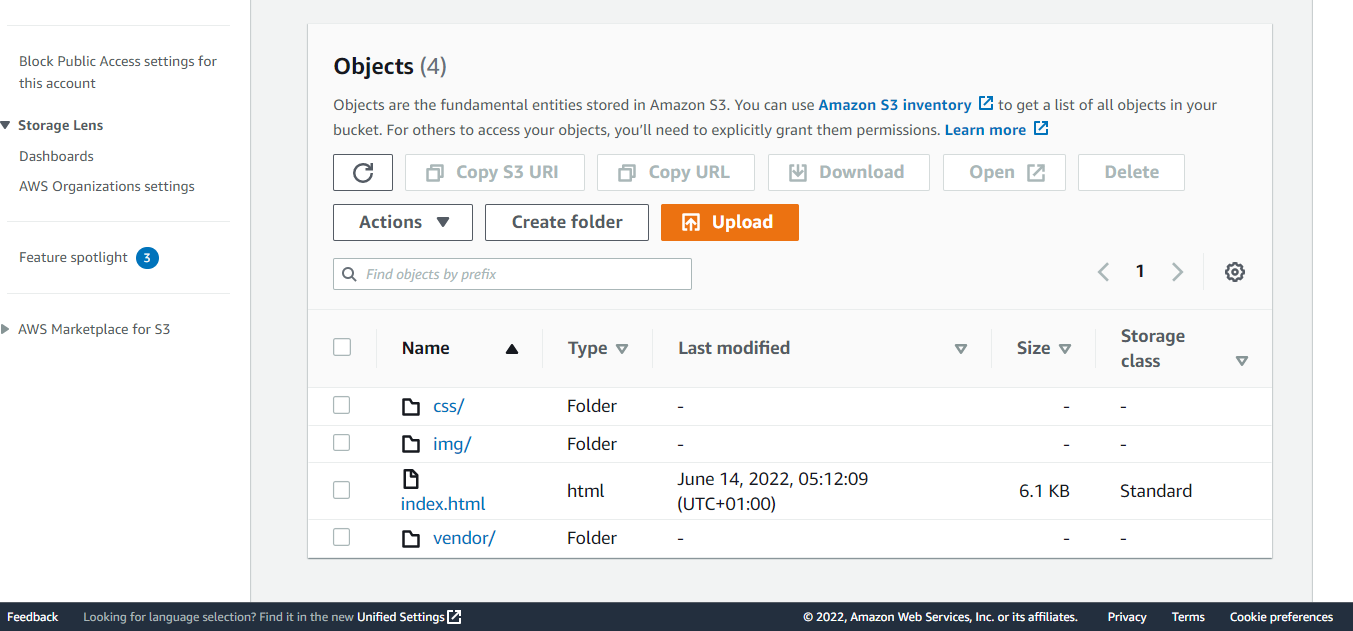 Block Public Access settings for
this account
Storage Lens
Dashboards
AWS Organizations settings
Feature spotlight 3
AWS Marketplace for S3
Objects (4)
Objects are the fundamental entities stored in Amazon S3. You can use Amazon S3 inventory to get a list of all objects in your
bucket. For others to access your objects, you'll need to explicitly grant them permissions. Learn more
Copy S3 URI Copy URL Download Open Delete
Actions Create folder Upload
Find objects by prefix
1
Name Type Last modified Size Storage
class
css/ Folder - - -
img/ Folder - - -
index.html html June 14, 2022, 05:12:09
(UTC+01:00) 6.1 KB Standard
vendor/ Folder - - -
Feedback Looking for language selection? Find it in the new Unified Settings © 2022, Amazon Web Services, Inc. or its affiliates. Privacy Terms Cookie preferences